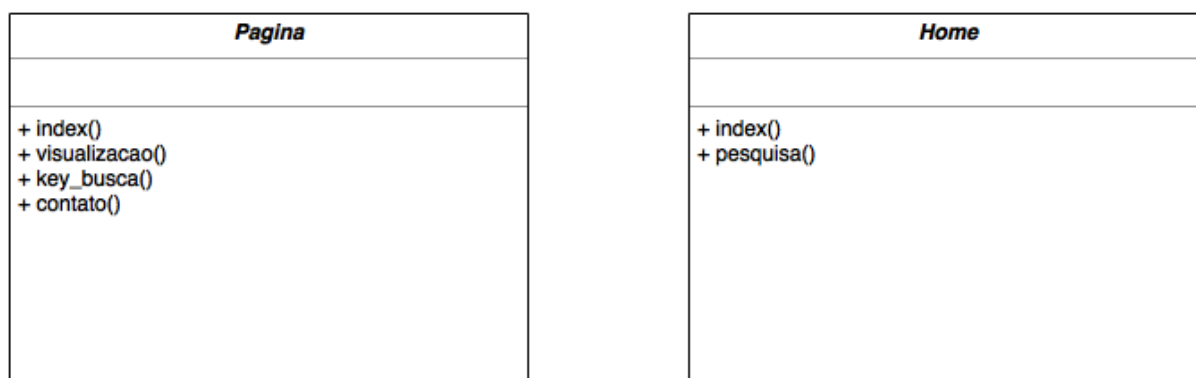 Pagina
+ index()
+ visualizacao()
+ key_busca()
+ contato()
Home
+ index()
+ pesquisa()